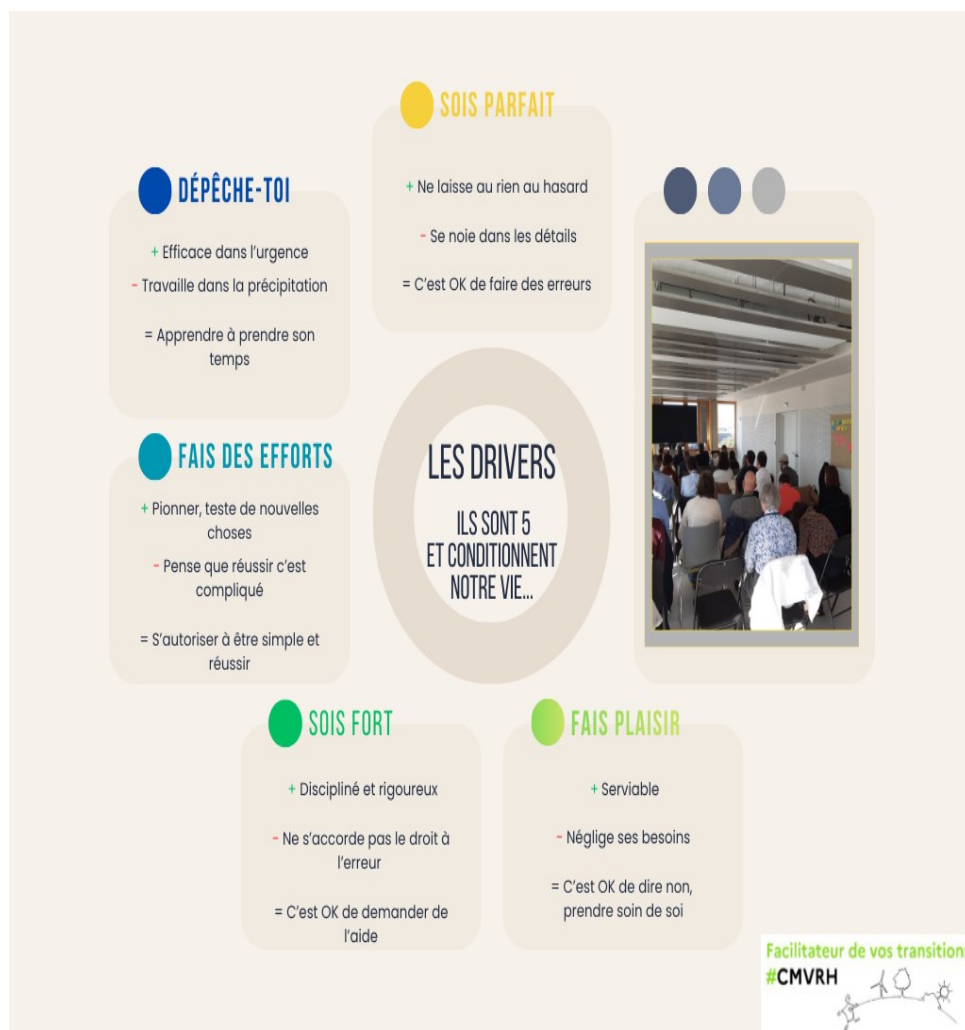 SOIS PARFAIT
+ Ne laisse au rien au hasard
- Se noie dans les détails
= C'est OK de faire des erreurs
DÉPÊCHE-TOI
+ Efficace dans l'urgence
- Travaille dans la précipitation
= Apprendre à prendre son
temps
FAIS DES EFFORTS
+ Pionner, teste de nouvelles
choses
- Pense que réussir c'est
compliqué
= S'autoriser à être simple et
réussir
LES DRIVERS
ILS SONT 5
ET CONDITIONNENT
NOTRE VIE...
SOIS FORT
+ Discipliné et rigoureux
- Ne s'accorde pas le droit à
l'erreur
= C'est OK de demander de
l'aide
FAIS PLAISIR
+ Serviable
- Néglige ses besoins
= C'est OK de dire non,
prendre soin de soi
Facilitateur de vos transition
#CMVRH